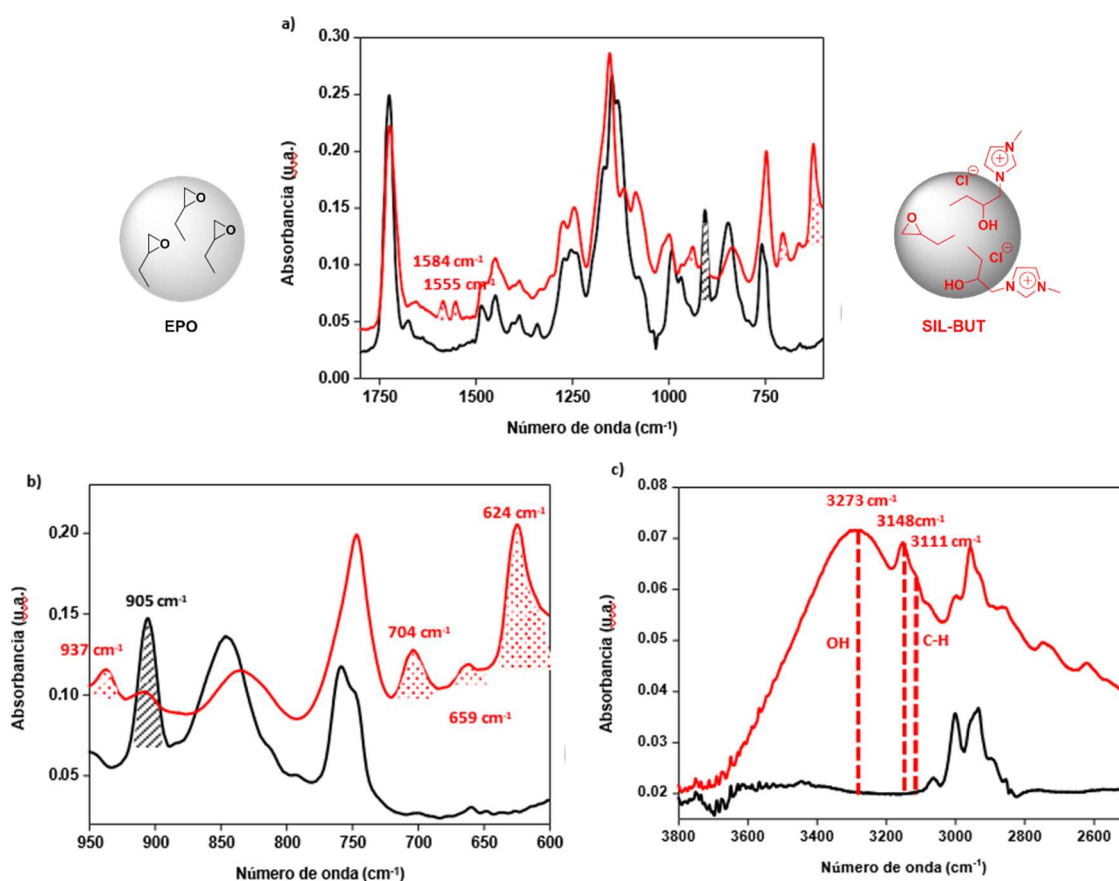 a)
0.30
0.25
0.20
0.15
0.10
0.05
0.00
Absorbancia (u.a.)
1584 cm⁻¹
1555 cm⁻¹
1750
1500
1250
1000
750
Número de onda (cm⁻¹)
O
O
O
EPO
N
N
Cl⊖
⊕
OH
O
Cl⊖
HO
N
N
⊕
SIL-BUT
b)
0,20
0.15
0.10
0.05
Absorbancia (u.a.)
937 cm⁻¹
905 cm⁻¹
704 cm⁻¹
624 cm⁻¹
659 cm⁻¹
950
900
850
800
750
700
650
600
Número de onda (cm⁻¹)
c)
0.08
0.07
0.06
0.05
0.04
0.03
0.02
Absorbancia (u.a.)
3273 cm⁻¹
3148cm⁻¹
3111 cm⁻¹
OH
C-H
3800
3400
3200
3000
2800
2600
Número de onda (cm⁻¹)